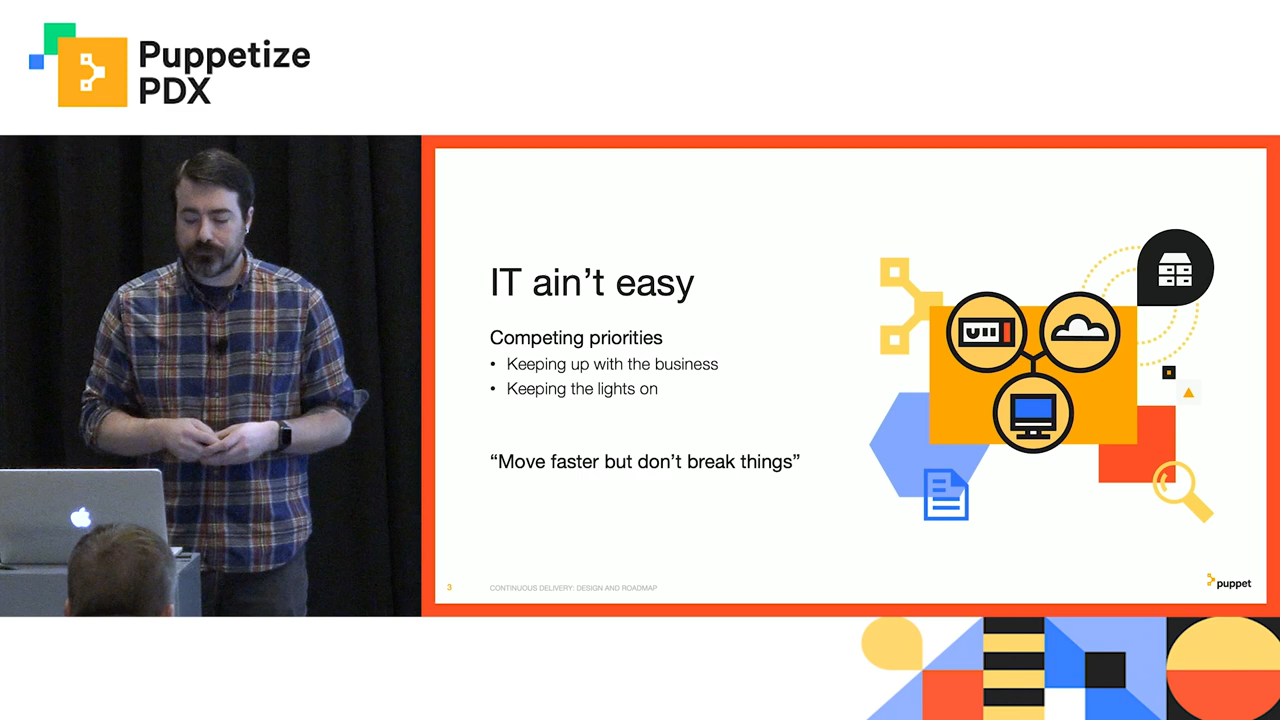 Puppetize
PDX
IT ain’t easy
Competing priorities
• Keeping up with the business
• Keeping the lights on
“Move faster but don’t break things”
3 CONTINUOUS DELIVERY: DESIGN AND ROADMAP
puppet